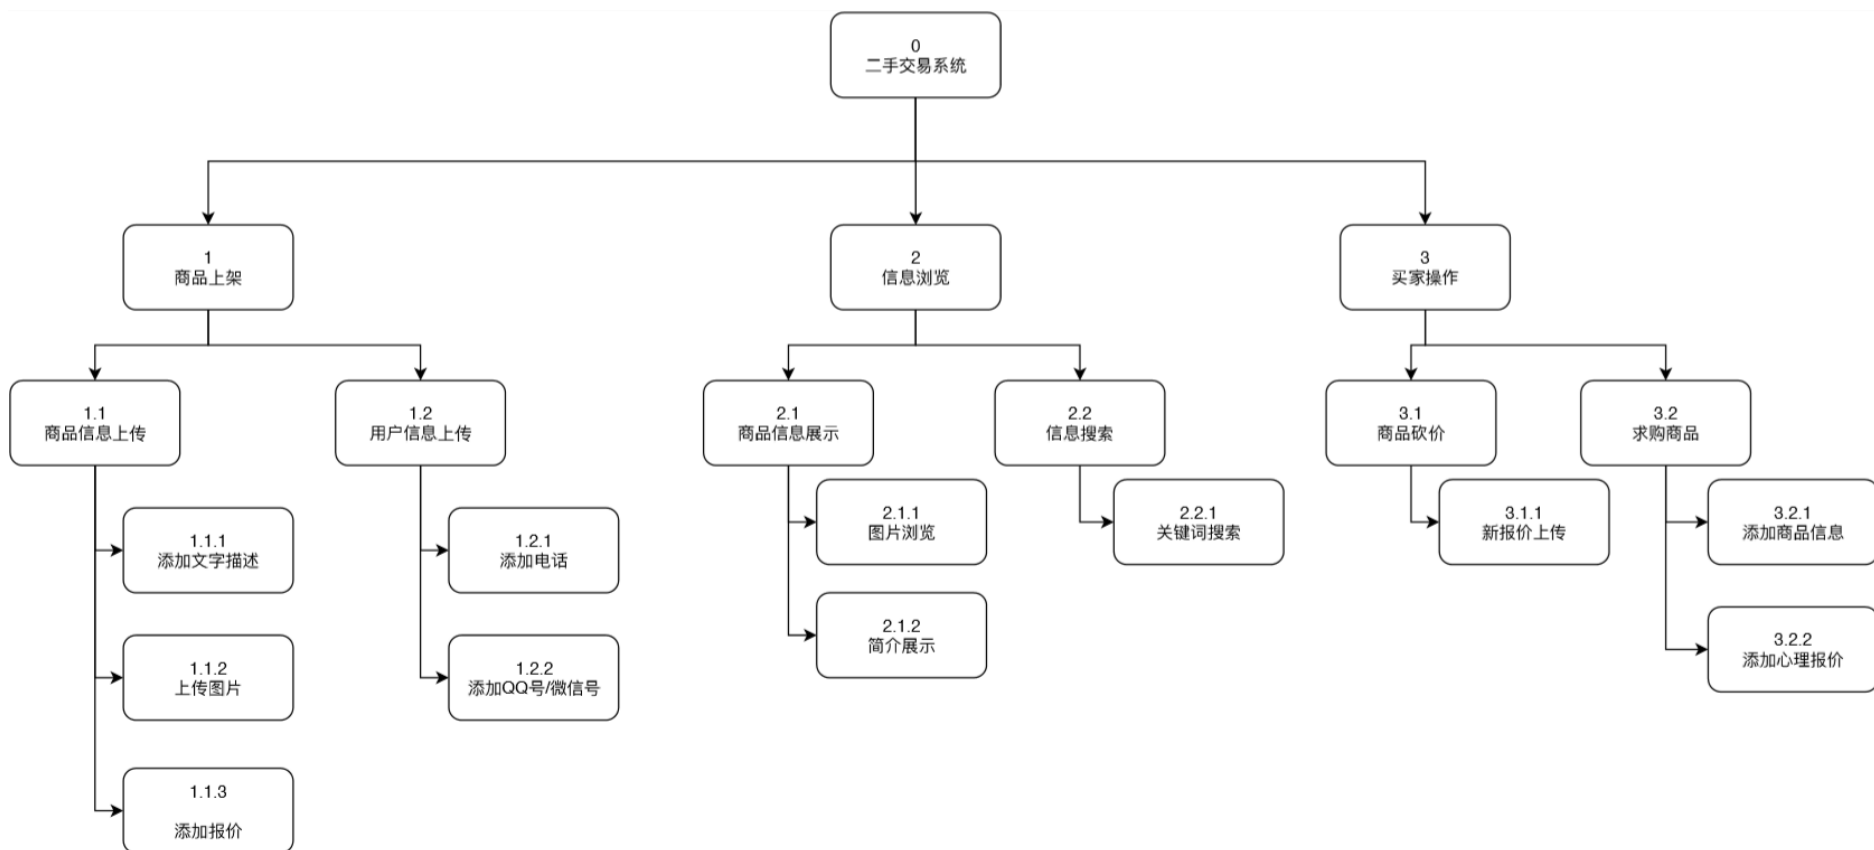 0
二手交易系统
1
商品上架
2
信息浏览
3
买家操作
1.1
商品信息上传
1.2
用户信息上传
2.1
商品信息展示
2.2
信息搜索
3.1
商品砍价
3.2
求购商品
1.1.1
添加文字描述
1.2.1
添加电话
2.1.1
图片浏览
2.2.1
关键词搜索
3.1.1
新报价上传
3.2.1
添加商品信息
1.1.2
上传图片
1.2.2
添加QQ号/微信号
2.1.2
简介展示
3.2.2
添加心理报价
1.1.3
添加报价